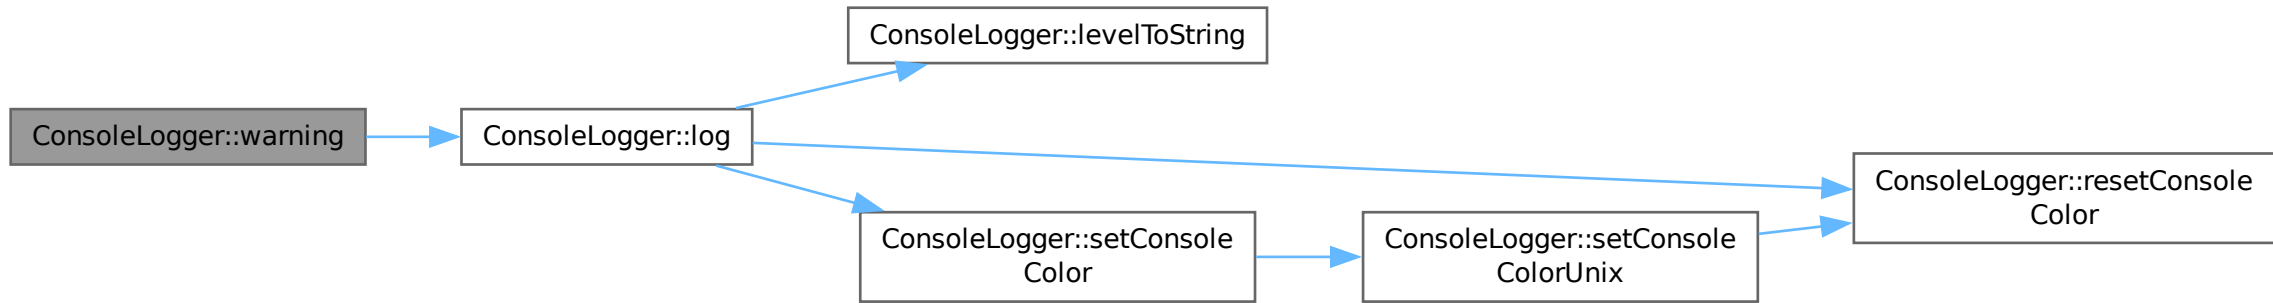 ConsoleLogger::warning
ConsoleLogger::log
ConsoleLogger::levelToString
ConsoleLogger::setConsole
Color
ConsoleLogger::setConsole
ColorUnix
ConsoleLogger::resetConsole
Color